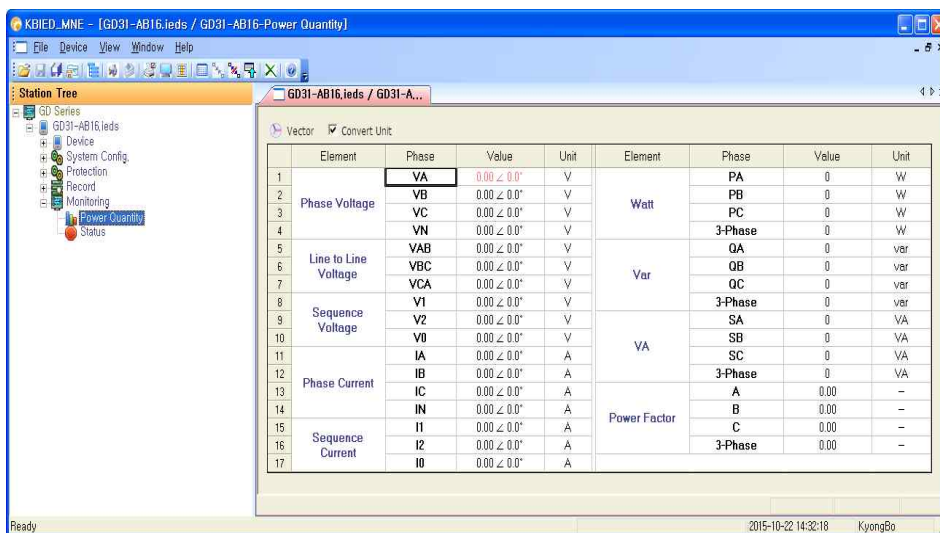 KBIED_MNE - [GD31-AB16.ieds / GD31-AB16-Power Quantity]
File Device View Window Help
Station Tree
GD Series
GD31-AB16.ieds
Device
System Config.
Protection
Record
Monitoring
Power Quantity
Status
GD31-AB16.ieds / GD31-A...
Vector Convert Unit
Element Phase Value Unit Element Phase Value Unit
1 Phase Voltage VA 0.00 ∠ 0.0° V Watt PA 0 W
2 VB 0.00 ∠ 0.0° V PB 0 W
3 VC 0.00 ∠ 0.0° V PC 0 W
4 VN 0.00 ∠ 0.0° V 3-Phase 0 W
5 Line to Line Voltage VAB 0.00 ∠ 0.0° V Var QA 0 var
6 VBC 0.00 ∠ 0.0° V QB 0 var
7 VCA 0.00 ∠ 0.0° V QC 0 var
8 Sequence Voltage V1 0.00 ∠ 0.0° V 3-Phase 0 var
9 V2 0.00 ∠ 0.0° V VA SA 0 VA
10 V0 0.00 ∠ 0.0° V SB 0 VA
11 Phase Current IA 0.00 ∠ 0.0° A SC 0 VA
12 IB 0.00 ∠ 0.0° A 3-Phase 0 VA
13 IC 0.00 ∠ 0.0° A Power Factor A 0.00 -
14 IN 0.00 ∠ 0.0° A B 0.00 -
15 Sequence Current I1 0.00 ∠ 0.0° A C 0.00 -
16 I2 0.00 ∠ 0.0° A 3-Phase 0.00 -
17 I0 0.00 ∠ 0.0° A
Ready 2015-10-22 14:32:18 KyongBo